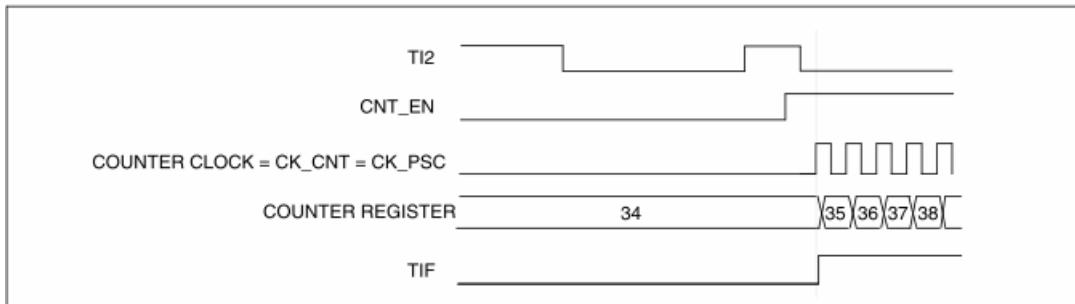 TI2
CNT_EN
COUNTER CLOCK = CK_CNT = CK_PSC
COUNTER REGISTER 34 35 36 37 38
TIF